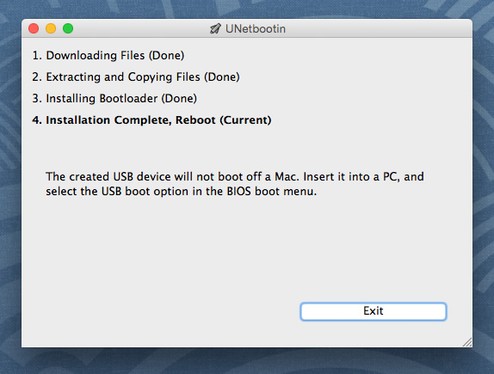 UNetbootin
1. Downloading Files (Done)
2. Extracting and Copying Files (Done)
3. Installing Bootloader (Done)
4. Installation Complete, Reboot (Current)
The created USB device will not boot off a Mac. Insert it into a PC, and
select the USB boot option in the BIOS boot menu.
Exit